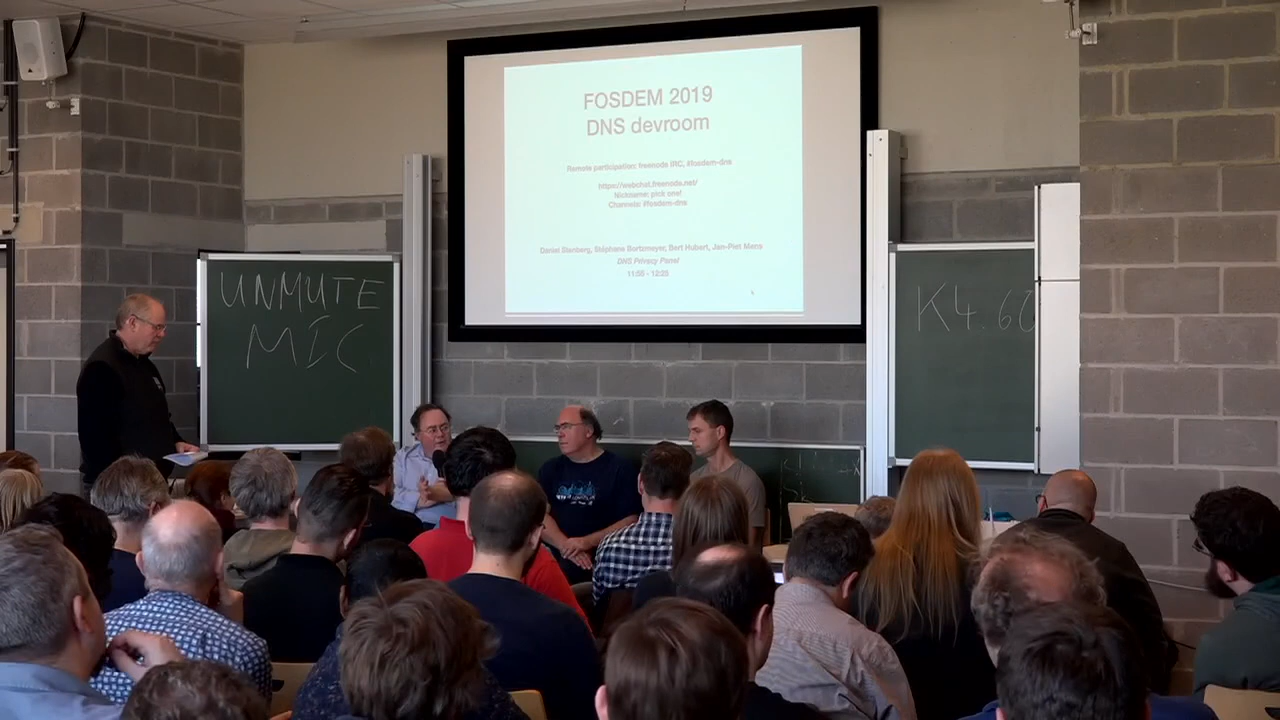 FOSDEM 2019
DNS devroom
Remote participation: freenode IRC, #fosdem-dns
https://webchat.freenode.net/
Nickname: pick one!
Channels: #fosdem-dns
Daniel Stenberg, Stéphane Bortzmeyer, Bert Hubert, Jan-Piet Mens
DNS Privacy Panel
11:55 - 12:25
UNMUTE
MIC
K4.60